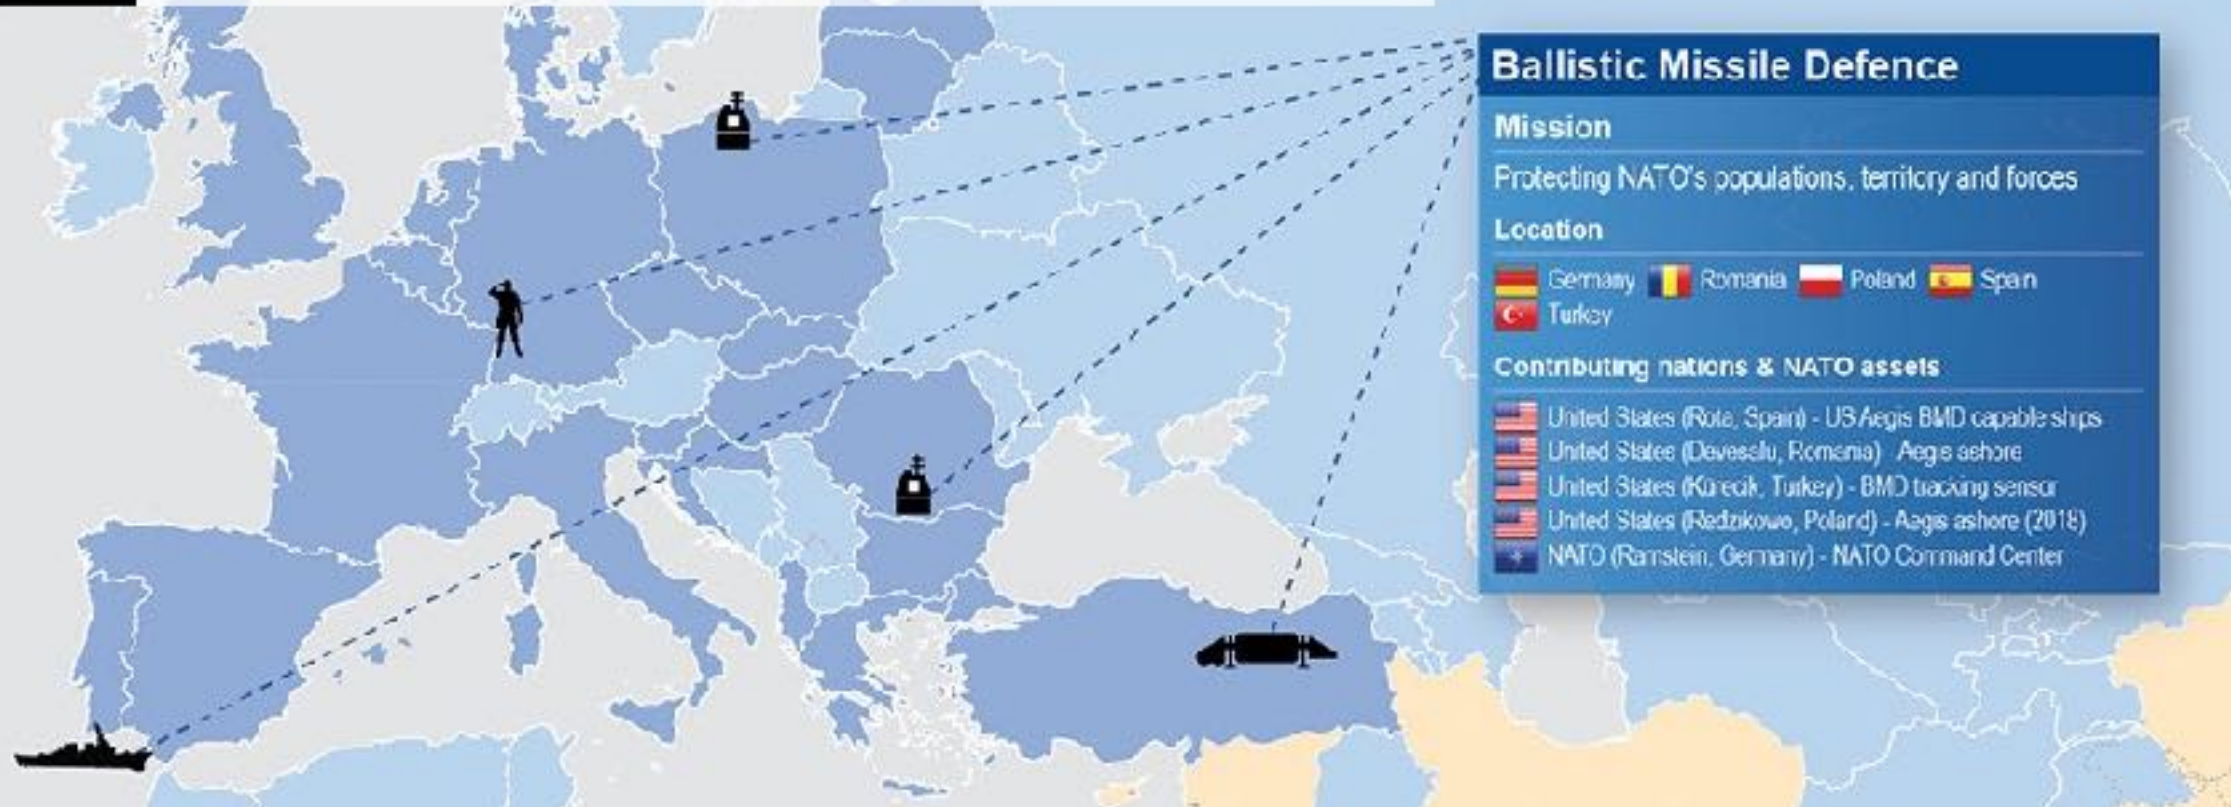 Ballistic Missile Defence
Mission
Protecting NATO's populations, territory and forces
Location
Germany Romania Poland Spain
Turkey
Contributing nations & NATO assets
United States (Rota, Spain) - US Aegis BMD capable ships
United States (Deveselu, Romania) Aegis ashore
United States (Kürecik, Turkey) - BMD tracking sensor
United States (Redzikowo, Poland) - Aegis ashore (2018)
NATO (Ramstein, Germany) - NATO Command Center